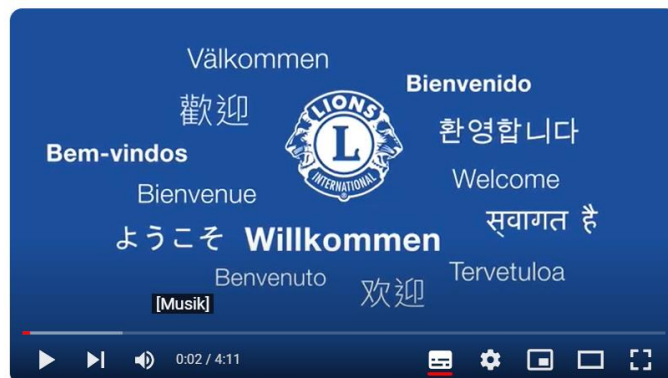 Välkommen
Bienvenido
歡迎
LIONS
L
INTERNATIONAL
환영합니다
Bem-vindos
Welcome
Bienvenue
स्वागत है
ようこそ Willkommen
Tervetuloa
Benvenuto
欢迎
[Musik]
0:02 / 4:11